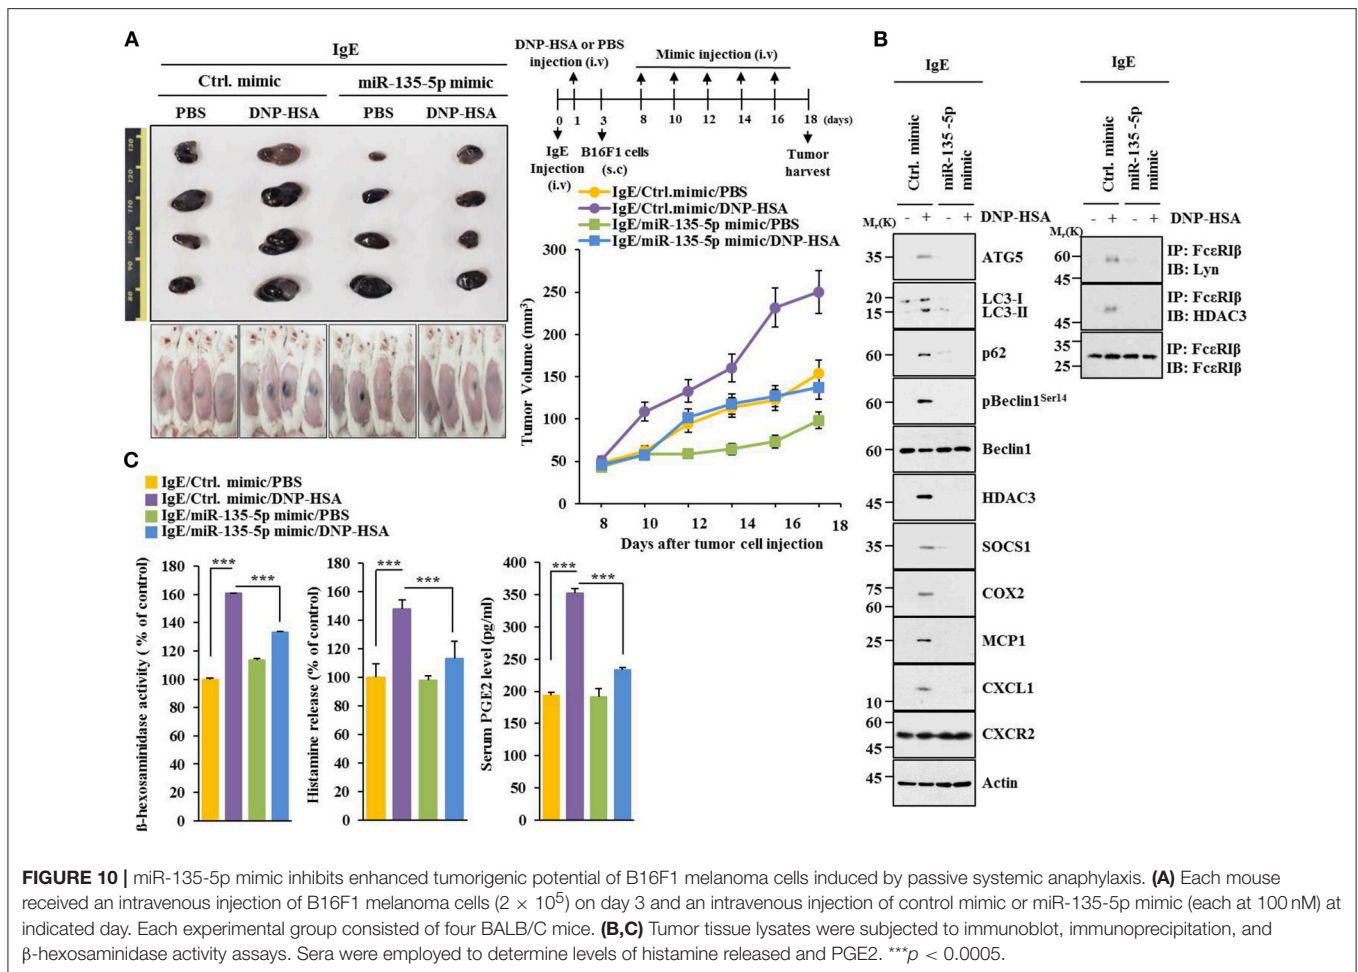 A
IgE
Ctrl. mimic miR-135-5p mimic
PBS DNP-HSA PBS DNP-HSA
130
120
110
100
90
80
DNP-HSA or PBS
injection (i.v)
Mimic injection (i.v)
0 1 3 8 10 12 14 16 18 (days)
IgE
Injection
(i.v)
B16F1 cells
(s.c)
Tumor
harvest
IgE/Ctrl.mimic/PBS
IgE/Ctrl.mimic/DNP-HSA
IgE/miR-135-5p mimic/PBS
IgE/miR-135-5p mimic/DNP-HSA
Tumor Volume (mm³)
300
250
200
150
100
50
0
8 10 12 14 16 18
Days after tumor cell injection
B
IgE
Ctrl. mimic
miR-135-5p
mimic
- + - + DNP-HSA
Mr(K)
35 ATG5
20 LC3-I
15 LC3-II
60 p62
60 pBeclin1Ser14
60 Beclin1
45 HDAC3
35 SOCS1
75 COX2
60
25 MCP1
10 CXCL1
60 CXCR2
45
45 Actin
IgE
Ctrl. mimic
miR-135-5p
mimic
- + - + DNP-HSA
Mr(K)
60 IP: FcεRIβ
45 IB: Lyn
IP: FcεRIβ
45 IB: HDAC3
35 IP: FcεRIβ
25 IB: FcεRIβ
C
IgE/Ctrl. mimic/PBS
IgE/Ctrl. mimic/DNP-HSA
IgE/miR-135-5p mimic/PBS
IgE/miR-135-5p mimic/DNP-HSA
ß-hexosaminidase activity ( % of control)
180
160
140
120
100
80
60
40
120
0
*** ***
Histamine release (% of control)
180
160
140
120
100
80
60
40
120
0
*** ***
Serum PGE2 level (pg/ml)
400
350
300
250
200
150
100
50
0
*** ***
FIGURE 10 | miR-135-5p mimic inhibits enhanced tumorigenic potential of B16F1 melanoma cells induced by passive systemic anaphylaxis. (A) Each mouse
received an intravenous injection of B16F1 melanoma cells (2 × 10⁵) on day 3 and an intravenous injection of control mimic or miR-135-5p mimic (each at 100 nM) at
indicated day. Each experimental group consisted of four BALB/C mice. (B,C) Tumor tissue lysates were subjected to immunoblot, immunoprecipitation, and
β-hexosaminidase activity assays. Sera were employed to determine levels of histamine released and PGE2. ***p < 0.0005.